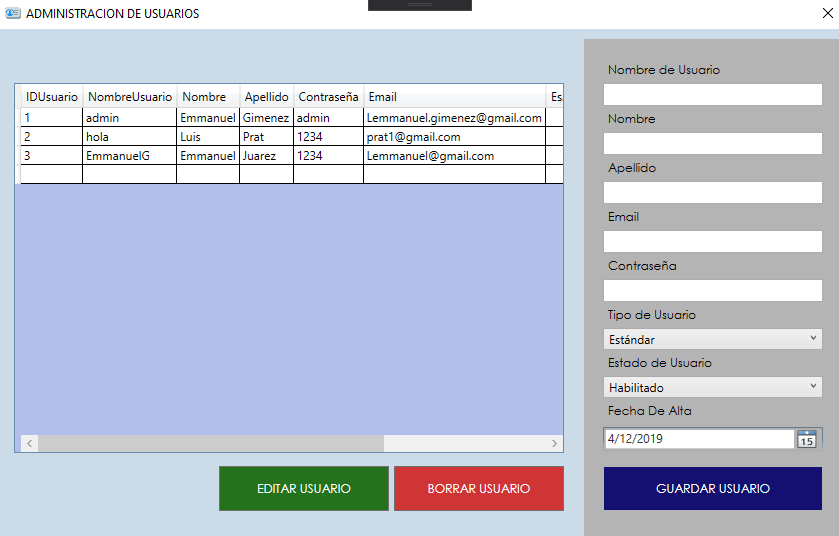 ADMINISTRACION DE USUARIOS
IDUsuario NombreUsuario Nombre Apellido Contraseña Email Es
1 admin Emmanuel Gimenez admin Lemmanuel.gimenez@gmail.com
2 hola Luis Prat 1234 prat1@gmail.com
3 EmmanuelG Emmanuel Juarez 1234 Lemmanuel@gmail.com
EDITAR USUARIO BORRAR USUARIO
Nombre de Usuario
Nombre
Apellido
Email
Contraseña
Tipo de Usuario
Estándar
Estado de Usuario
Habilitado
Fecha De Alta
4/12/2019 15
GUARDAR USUARIO